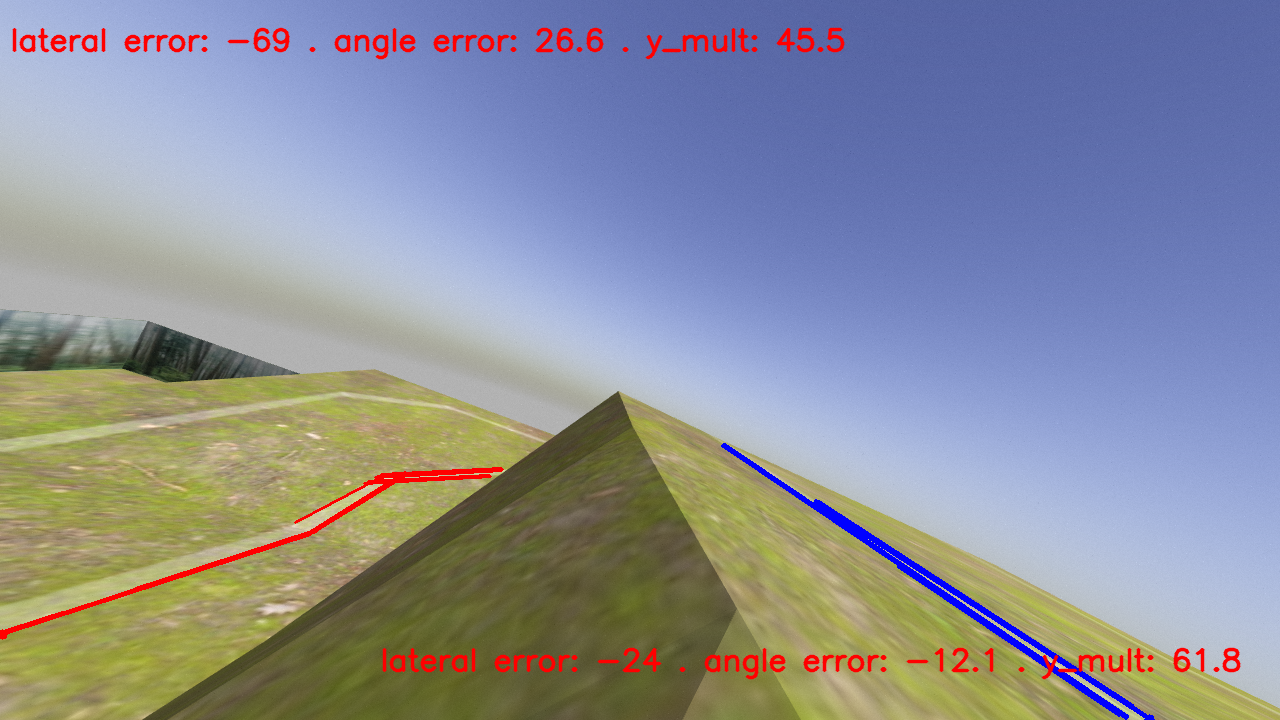 lateral error: -69 . angle error: 26.6 . y_mult: 45.5
lateral error: -24 . angle error: -12.1 . y_mult: 61.8